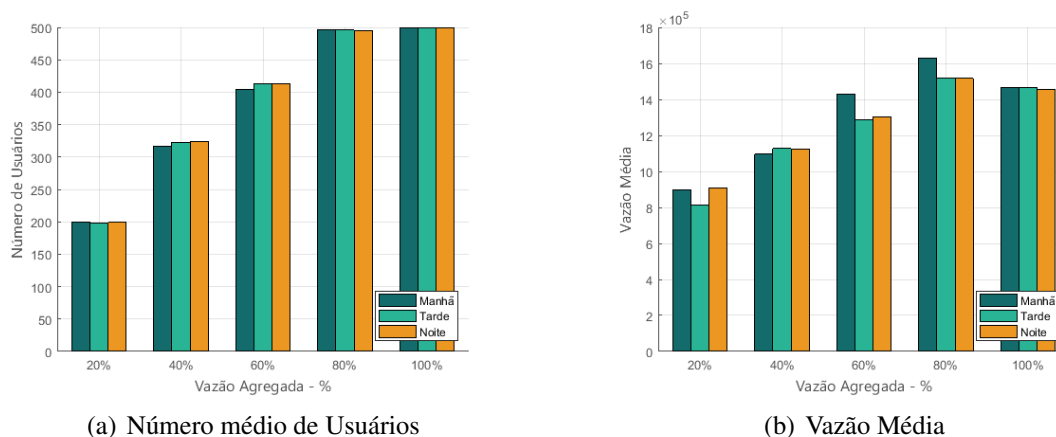 500
450
400
350
300
250
200
150
100
50
0
Número de Usuários
20%
40%
60%
80%
100%
Vazão Agregada - %
Manhã
Tarde
Noite
(a) Número médio de Usuários
×10⁵
18
16
14
12
10
8
6
4
2
0
Vazão Média
20%
40%
60%
80%
100%
Vazão Agregada - %
Manhã
Tarde
Noite
(b) Vazão Média